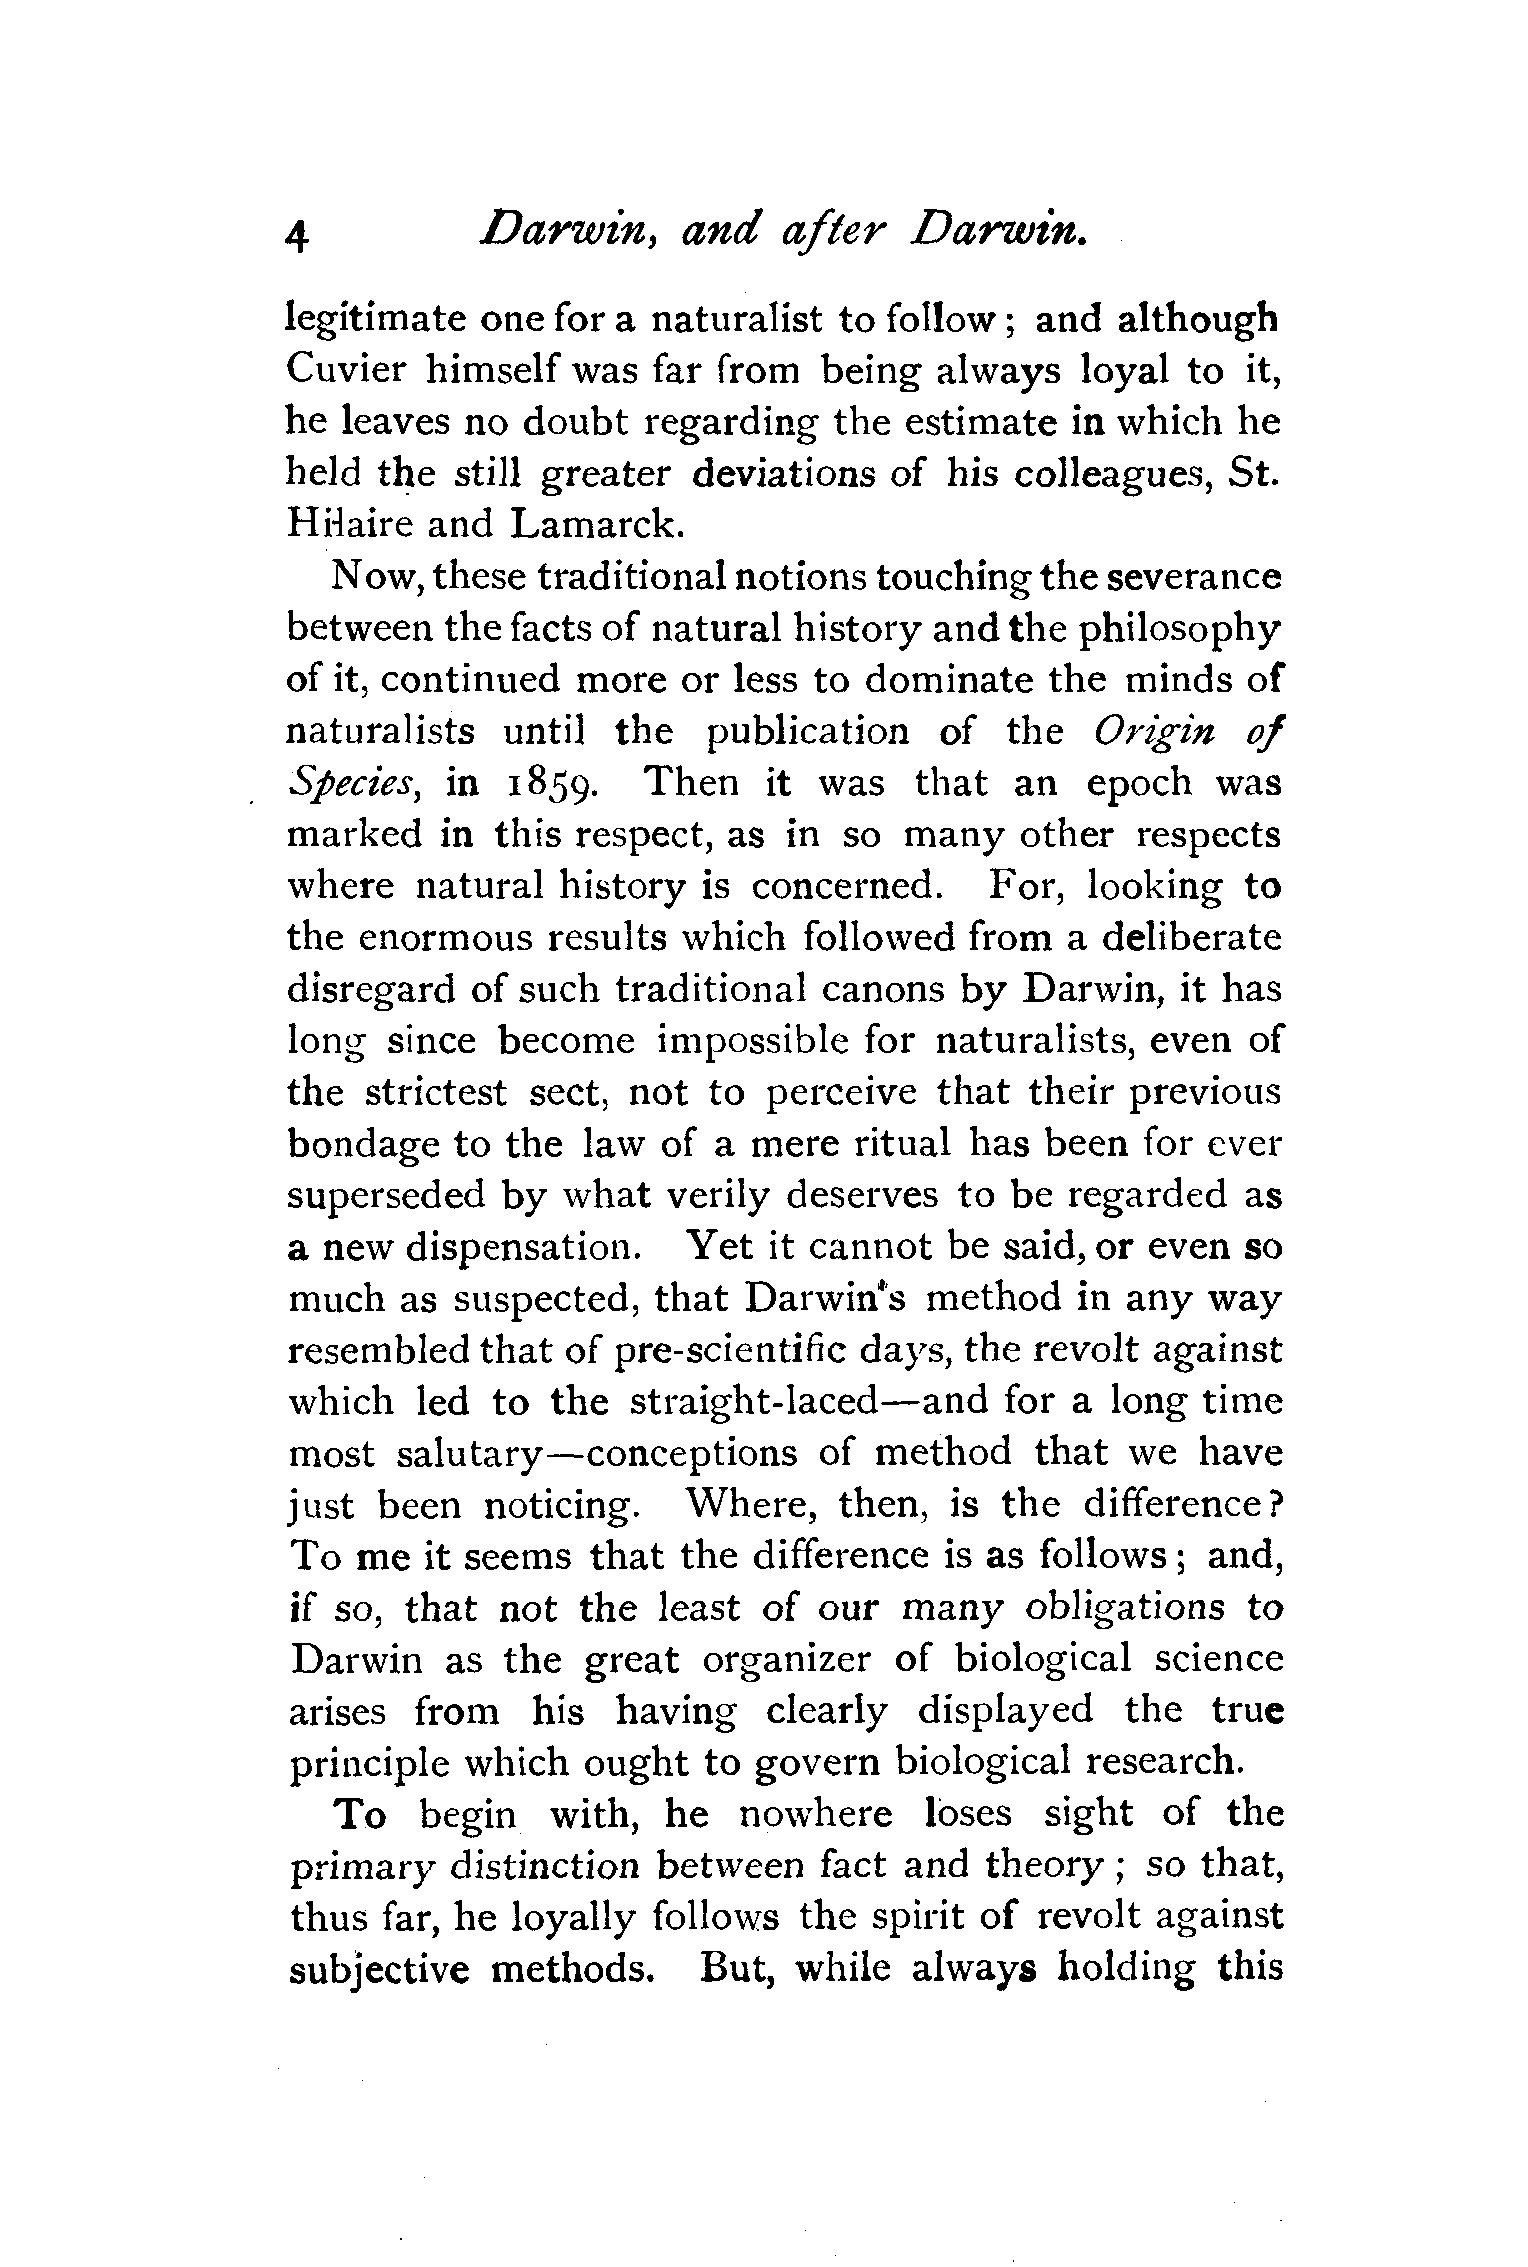 4 Darwin, and after Darwin.
legitimate one for a naturalist to follow; and although
Cuvier himself was far from being always loyal to it,
he leaves no doubt regarding the estimate in which he
held the still greater deviations of his colleagues, St.
Hilaire and Lamarck.
Now, these traditional notions touching the severance
between the facts of natural history and the philosophy
of it, continued more or less to dominate the minds of
naturalists until the publication of the Origin of
Species, in 1859. Then it was that an epoch was
marked in this respect, as in so many other respects
where natural history is concerned. For, looking to
the enormous results which followed from a deliberate
disregard of such traditional canons by Darwin, it has
long since become impossible for naturalists, even of
the strictest sect, not to perceive that their previous
bondage to the law of a mere ritual has been for ever
superseded by what verily deserves to be regarded as
a new dispensation. Yet it cannot be said, or even so
much as suspected, that Darwin's method in any way
resembled that of pre-scientific days, the revolt against
which led to the straight-laced—and for a long time
most salutary—conceptions of method that we have
just been noticing. Where, then, is the difference?
To me it seems that the difference is as follows; and,
if so, that not the least of our many obligations to
Darwin as the great organizer of biological science
arises from his having clearly displayed the true
principle which ought to govern biological research.
To begin with, he nowhere loses sight of the
primary distinction between fact and theory; so that,
thus far, he loyally follows the spirit of revolt against
subjective methods. But, while always holding this